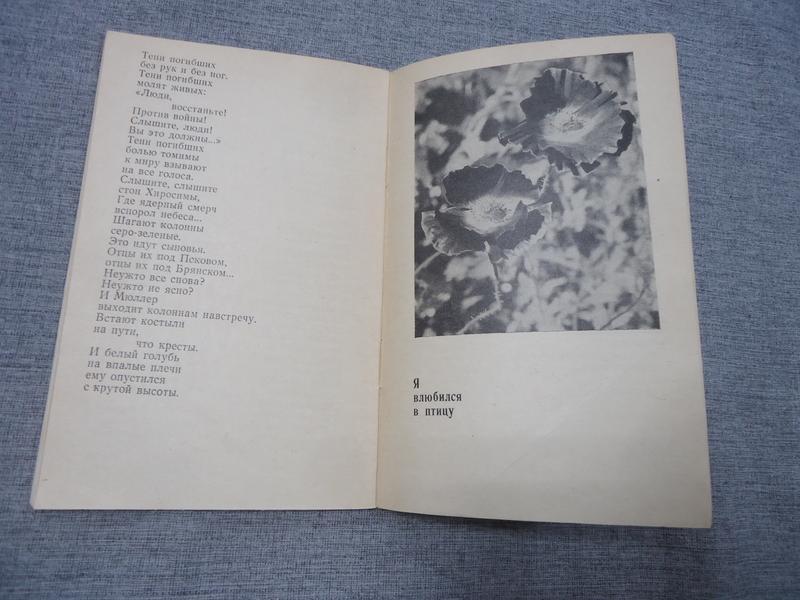 Тени погибших
без рук и без ног.
Тени погибших
молят живых:
«Люди,
восстаньте!
Против войны!
Слышите, люди!
Вы это должны...»
Тени погибших
болью томимы
к миру взывают
на все голоса.
Слышите, слышите
стон Хиросимы,
Где ядерный смерч
вспорол небеса...
Шагают колонны
серо-зеленые.
Это идут сыновья.
Отцы их под Псковом,
отцы их под Брянском...
Неужто все снова?
Неужто не ясно?
И Мюллер
выходит колоннам навстречу.
Встают костыли
на пути,
что кресты.
И белый голубь
на впалые плечи
ему опустился
с крутой высоты.
Я
влюбился
в птицу